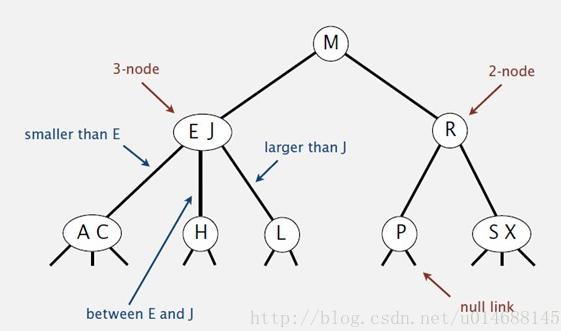 M
3-node
2-node
E J
R
smaller than E
larger than J
A C
H
L
P
S X
between E and J
null link
http://blog.csdn.net/u014688145